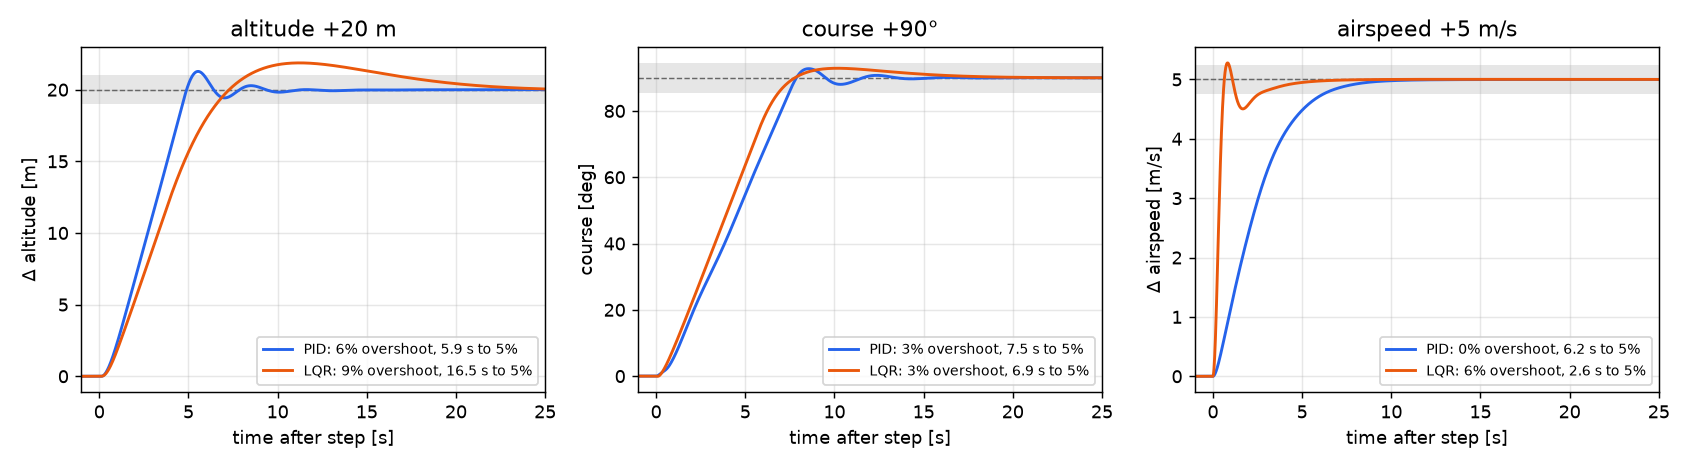 altitude +20 m
20
15
10
5
0
Δ altitude [m]
PID: 6% overshoot, 5.9 s to 5%
LQR: 9% overshoot, 16.5 s to 5%
0 5 10 15 20 25
time after step [s]
course +90°
80
60
40
20
0
course [deg]
PID: 3% overshoot, 7.5 s to 5%
LQR: 3% overshoot, 6.9 s to 5%
0 5 10 15 20 25
time after step [s]
airspeed +5 m/s
5
4
3
2
1
0
Δ airspeed [m/s]
PID: 0% overshoot, 6.2 s to 5%
LQR: 6% overshoot, 2.6 s to 5%
0 5 10 15 20 25
time after step [s]